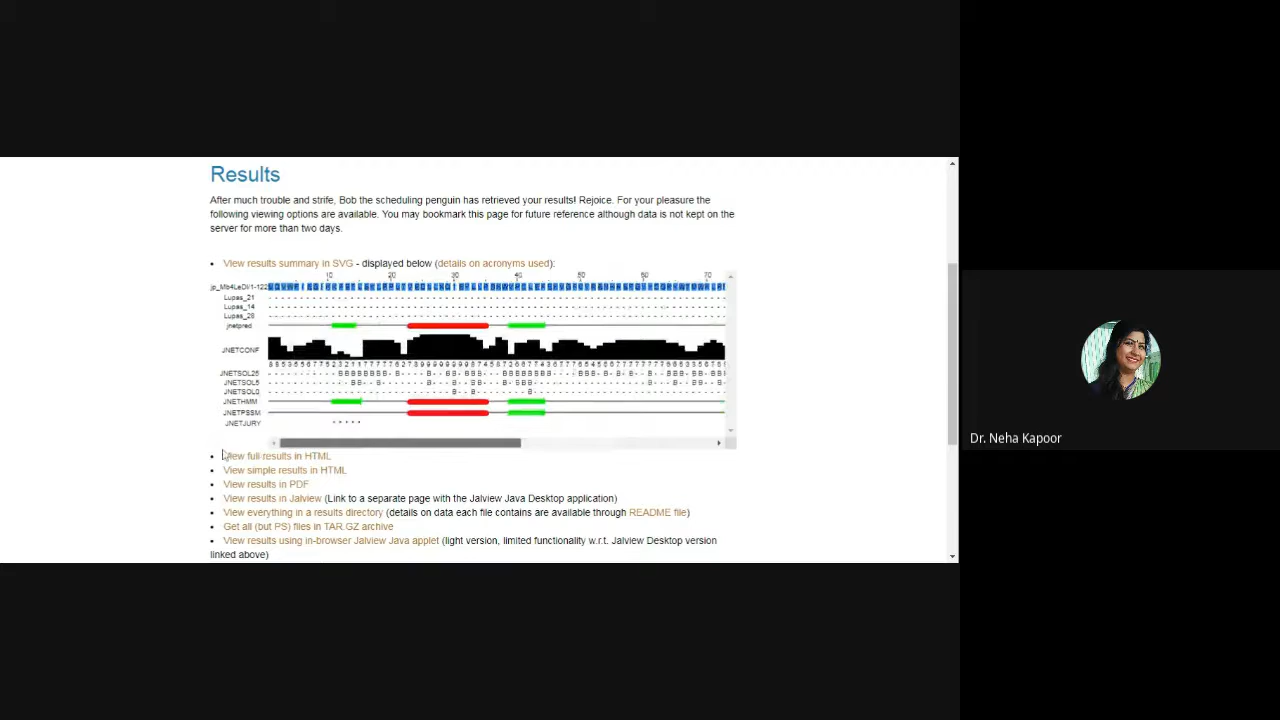 Results
After much trouble and strife, Bob the scheduling penguin has retrieved your results! Rejoice. For your pleasure the
following viewing options are available. You may bookmark this page for future reference although data is not kept on the
server for more than two days.
• View results summary in SVG - displayed below (details on acronyms used):
10 20 30 40 50 60 70
Lupas_21
Lupas_14
Lupas_28
jnetpred
JNETCONF
JNETSOL25
JNETSOL5
JNETSOL0
JNETHMM
JNETPSSM
JNETJURY
• View full results in HTML
• View simple results in HTML
• View results in PDF
• View results in Jalview (Link to a separate page with the Jalview Java Desktop application)
• View everything in a results directory (details on data each file contains are available through README file)
• Get all (but PS) files in TAR.GZ archive
• View results using in-browser Jalview Java applet (light version, limited functionality w.r.t. Jalview Desktop version
linked above)
Dr. Neha Kapoor